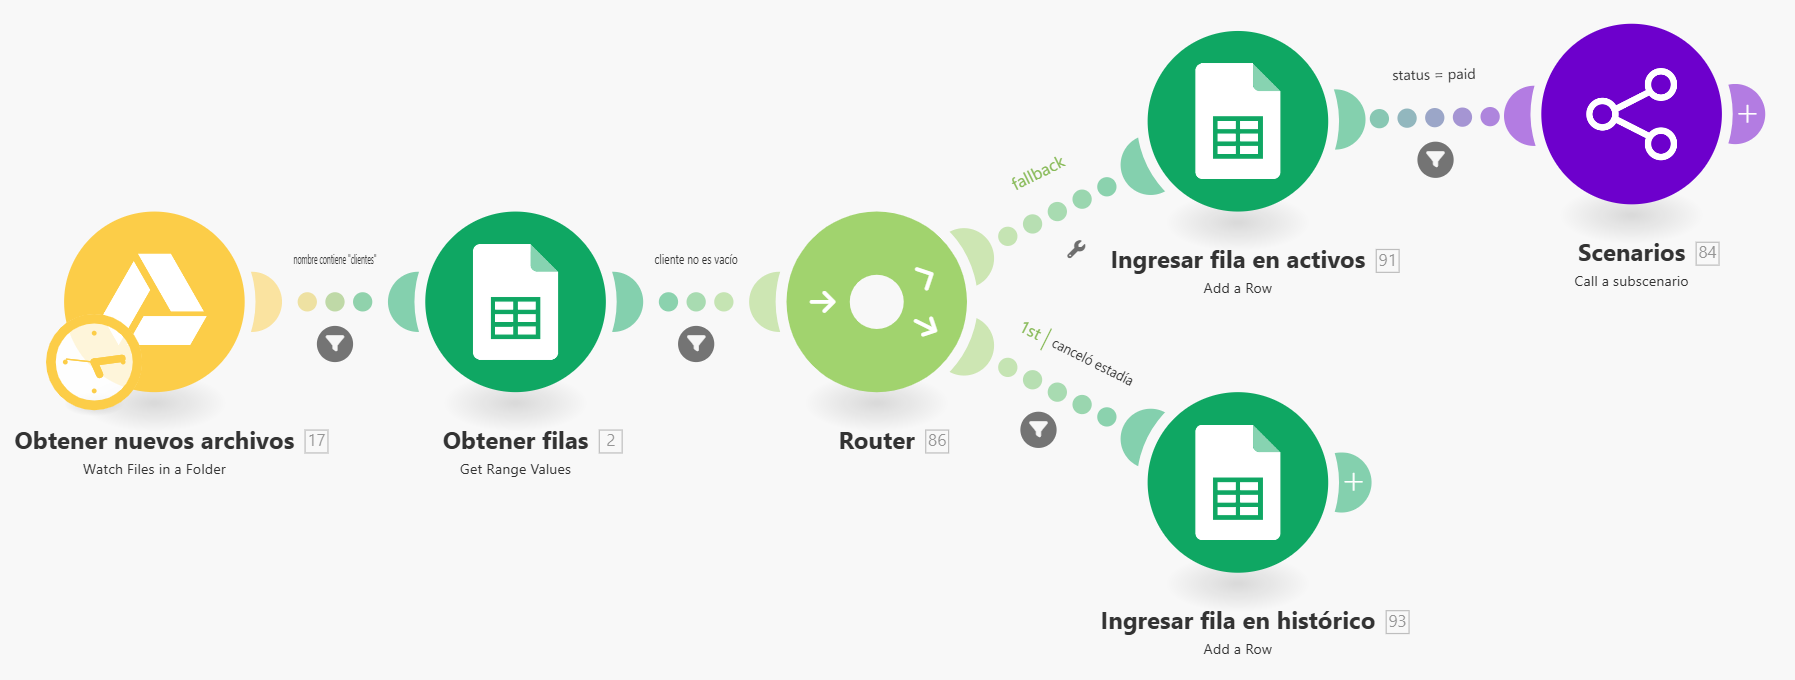 status = paid
fallback
Ingresar fila en activos 91
Add a Row
Scenarios 84
Call a subscenario
nombre contiene "clientes"
cliente no es vacío
1st | canceló estadía
Obtener nuevos archivos 17
Watch Files in a Folder
Obtener filas 2
Get Range Values
Router 86
Ingresar fila en histórico 93
Add a Row